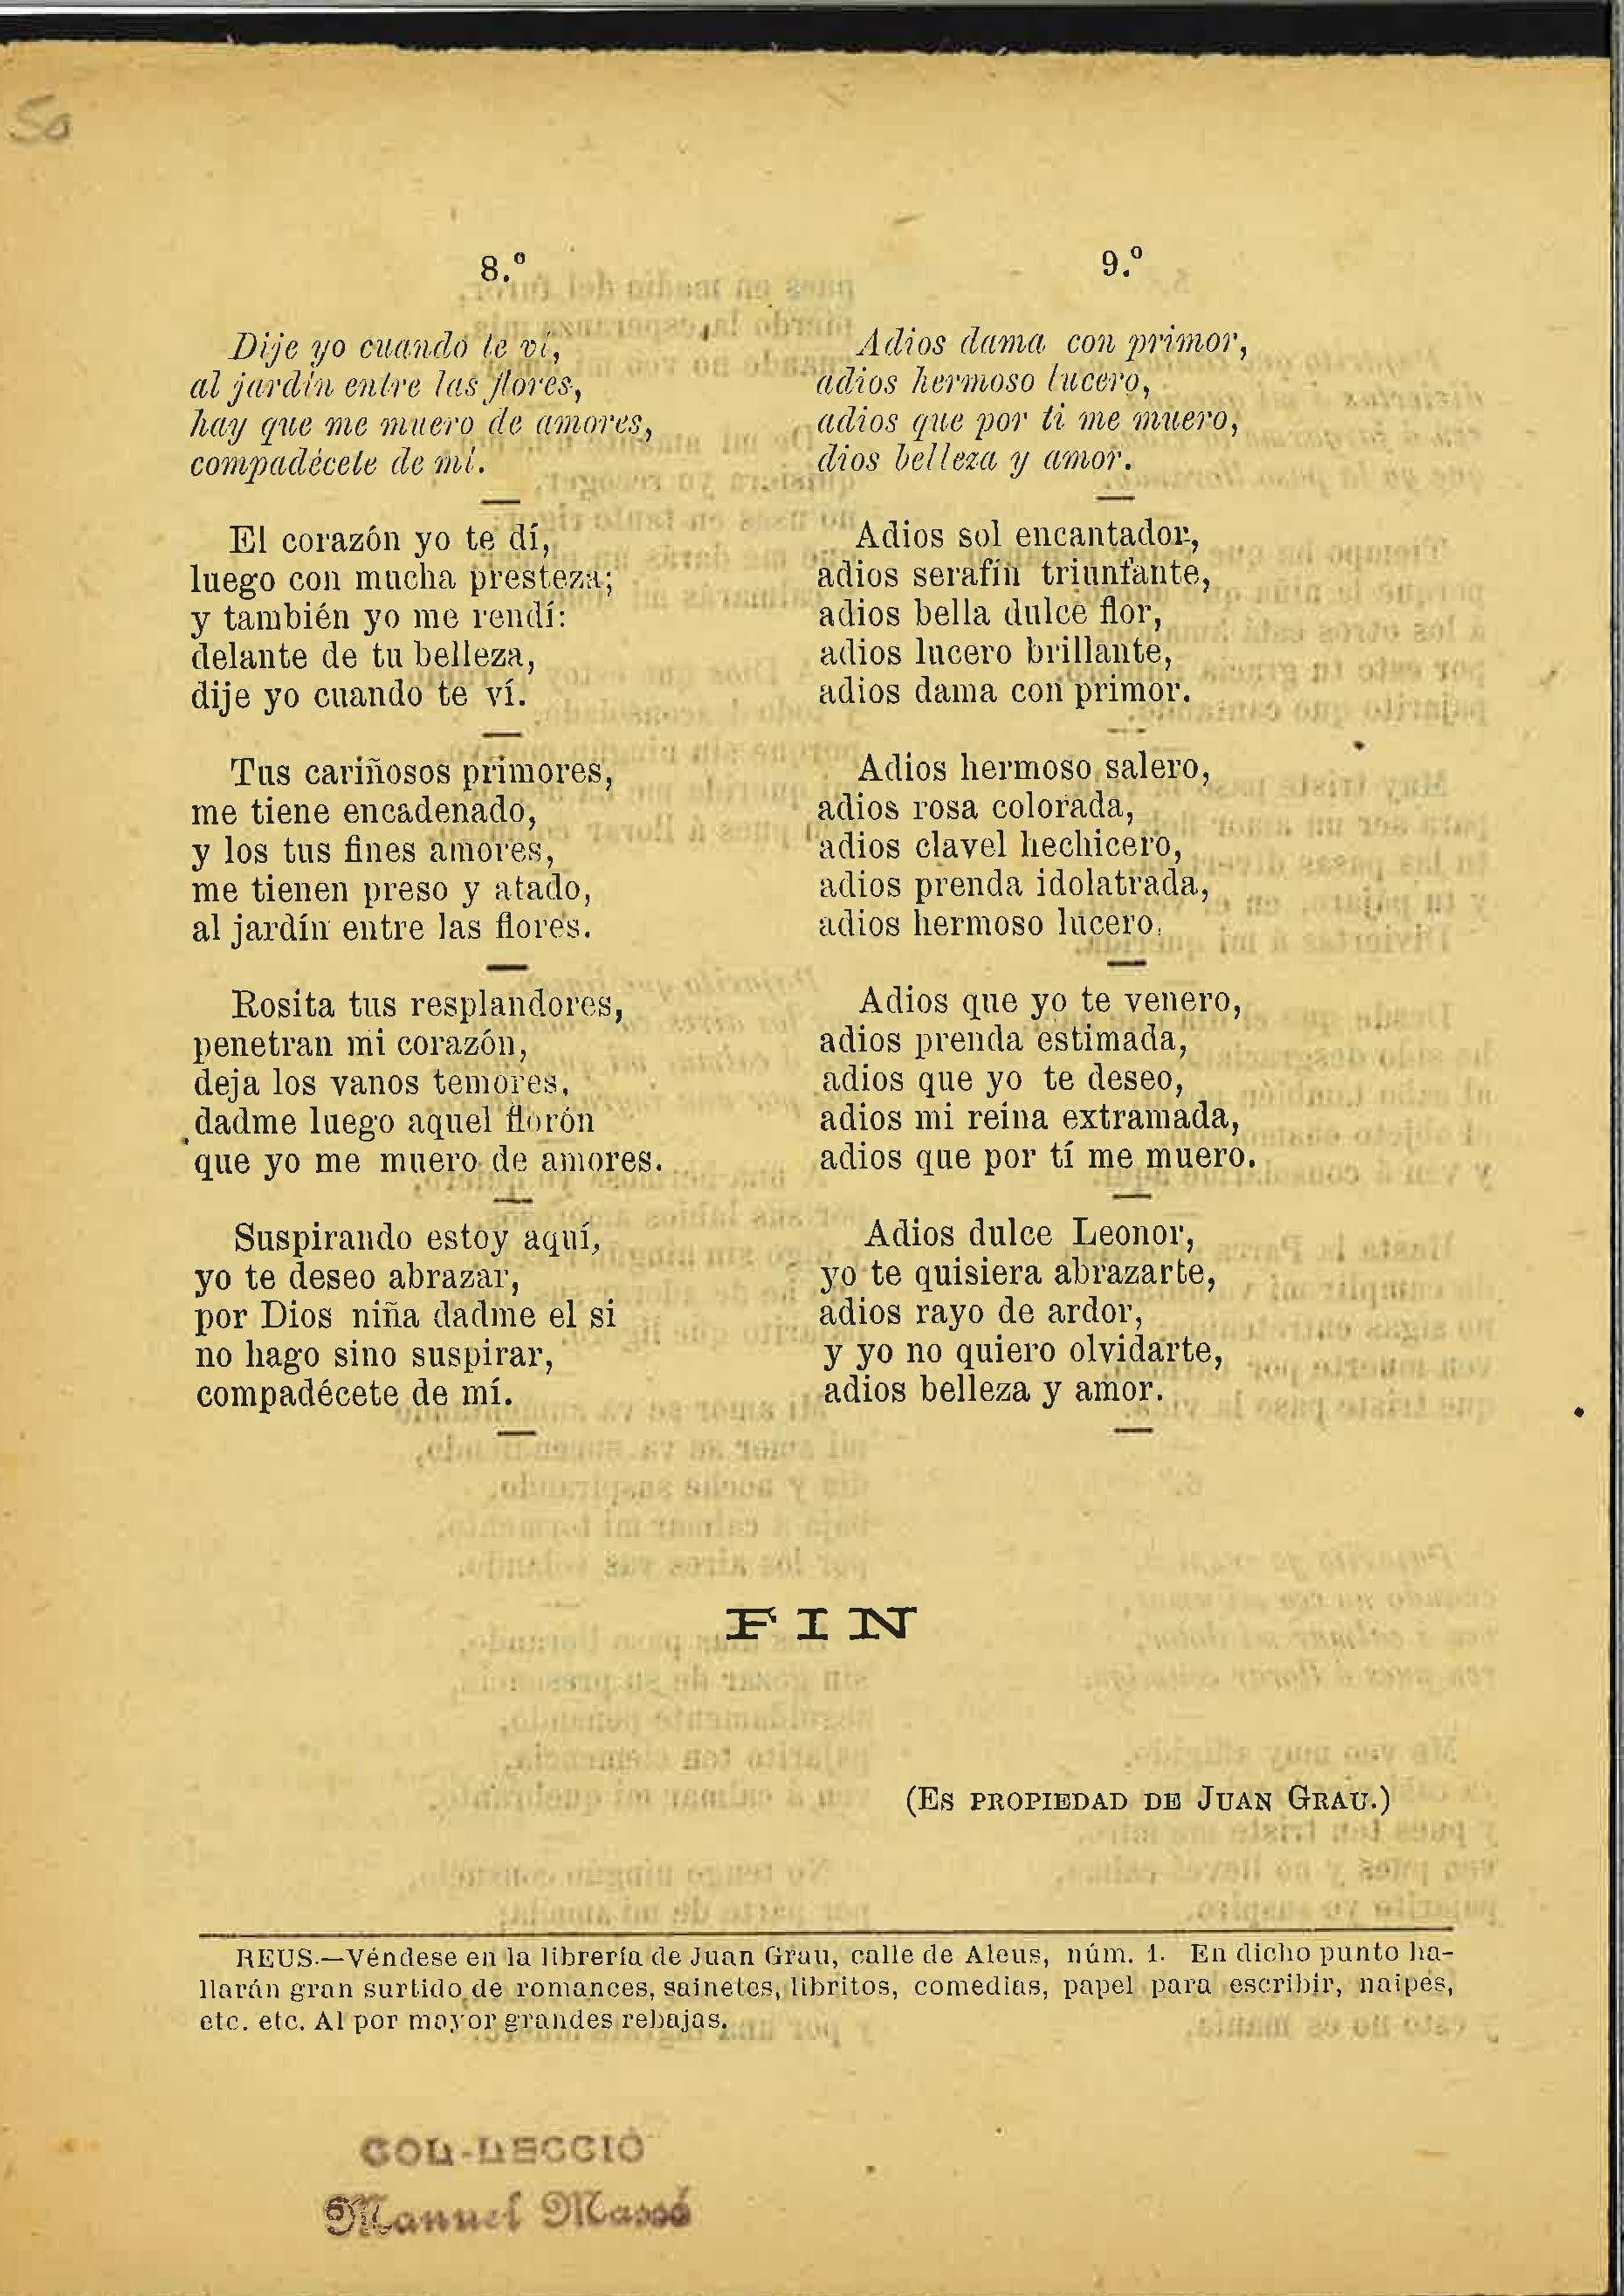 50
8.º
Dije yo cuando te ví,
al jardín entre las flores,
hay que me muero de amores,
compadécete de mí.
El corazón yo te dí,
luego con mucha presteza;
y también yo me rendí:
delante de tu belleza,
dije yo cuando te ví.
Tus cariñosos primores,
me tiene encadenado,
y los tus fines amores,
me tienen preso y atado,
al jardín entre las flores.
Rosita tus resplandores,
penetran mi corazón,
deja los vanos temores,
dadme luego aquel florón
que yo me muero de amores.
Suspirando estoy aquí,
yo te deseo abrazar,
por Dios niña dadme el si
no hago sino suspirar,
compadécete de mí.
9.º
Adios dama con primor,
adios hermoso lucero,
adios que por ti me muero,
dios belleza y amor.
Adios sol encantador,
adios serafín triunfante,
adios bella dulce flor,
adios lucero brillante,
adios dama con primor.
Adios hermoso salero,
adios rosa colorada,
adios clavel hechicero,
adios prenda idolatrada,
adios hermoso lucero.
Adios que yo te venero,
adios prenda estimada,
adios que yo te deseo,
adios mi reina extramada,
adios que por tí me muero.
Adios dulce Leonor,
yo te quisiera abrazarte,
adios rayo de ardor,
y yo no quiero olvidarte,
adios belleza y amor.
FIN
(ES PROPIEDAD DE JUAN GRAU.)
REUS.—Véndese en la librería de Juan Grau, calle de Aleus, núm. 1. En dicho punto ha-
llarán gran surtido de romances, sainetes, libritos, comedias, papel para escribir, naipes,
etc. etc. Al por mayor grandes rebajas.
COL-LECCIÓ
Manuel Massó